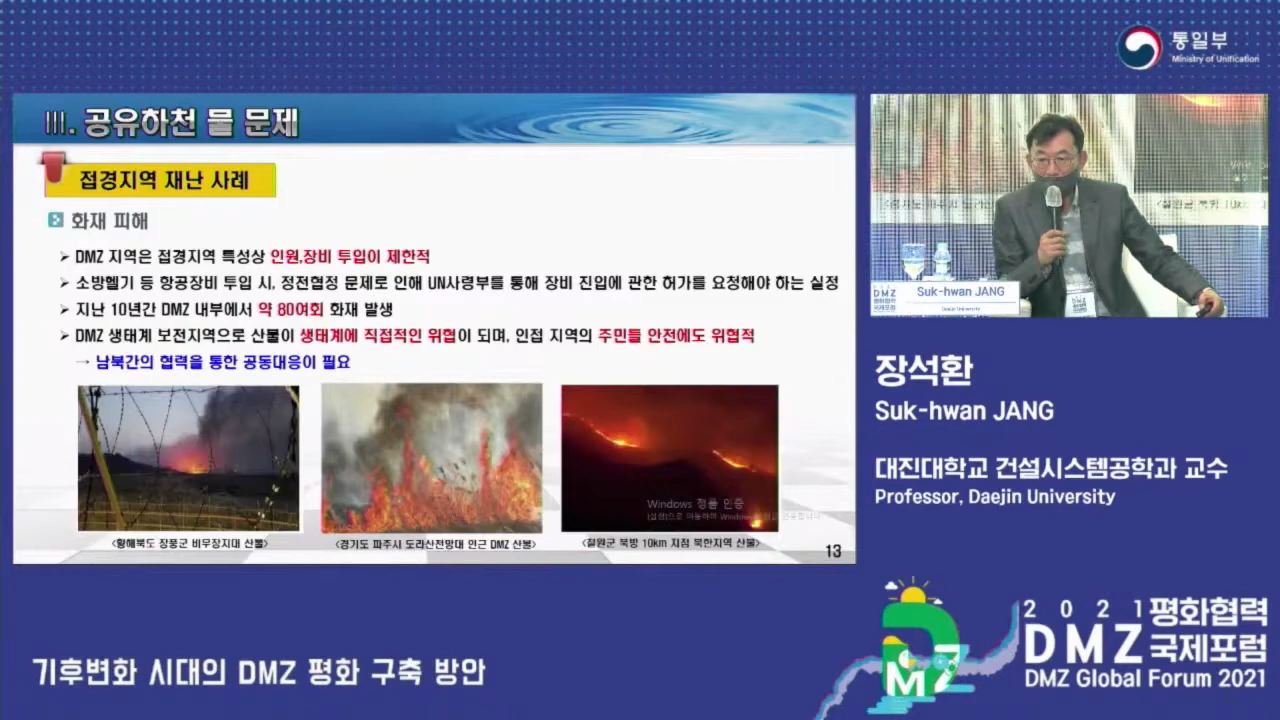 통일부
Ministry of Unification
III. 공유하천 물 문제
접경지역 재난 사례
화재 피해
➢ DMZ 지역은 접경지역 특성상 인원,장비 투입이 제한적
➢ 소방헬기 등 항공장비 투입 시, 정전협정 문제로 인해 UN사령부를 통해 장비 진입에 관한 허가를 요청해야 하는 실정
➢ 지난 10년간 DMZ 내부에서 약 80여회 화재 발생
➢ DMZ 생태계 보전지역으로 산불이 생태계에 직접적인 위협이 되며, 인접 지역의 주민들 안전에도 위협적
→ 남북간의 협력을 통한 공동대응이 필요
Windows 정품 인증
<황해북도 장풍군 비무장지대 산불>
<경기도 파주시 도라산전망대 인근 DMZ 산불>
<철원군 북방 10km 지점 북한지역 산불>
13
DMZ
평화협력
국제포럼
Suk-hwan JANG
Daejin University
장석환
Suk-hwan JANG
대진대학교 건설시스템공학과 교수
Professor, Daejin University
기후변화 시대의 DMZ 평화 구축 방안
DMZ
2021 평화협력
DMZ 국제포럼
DMZ Global Forum 2021